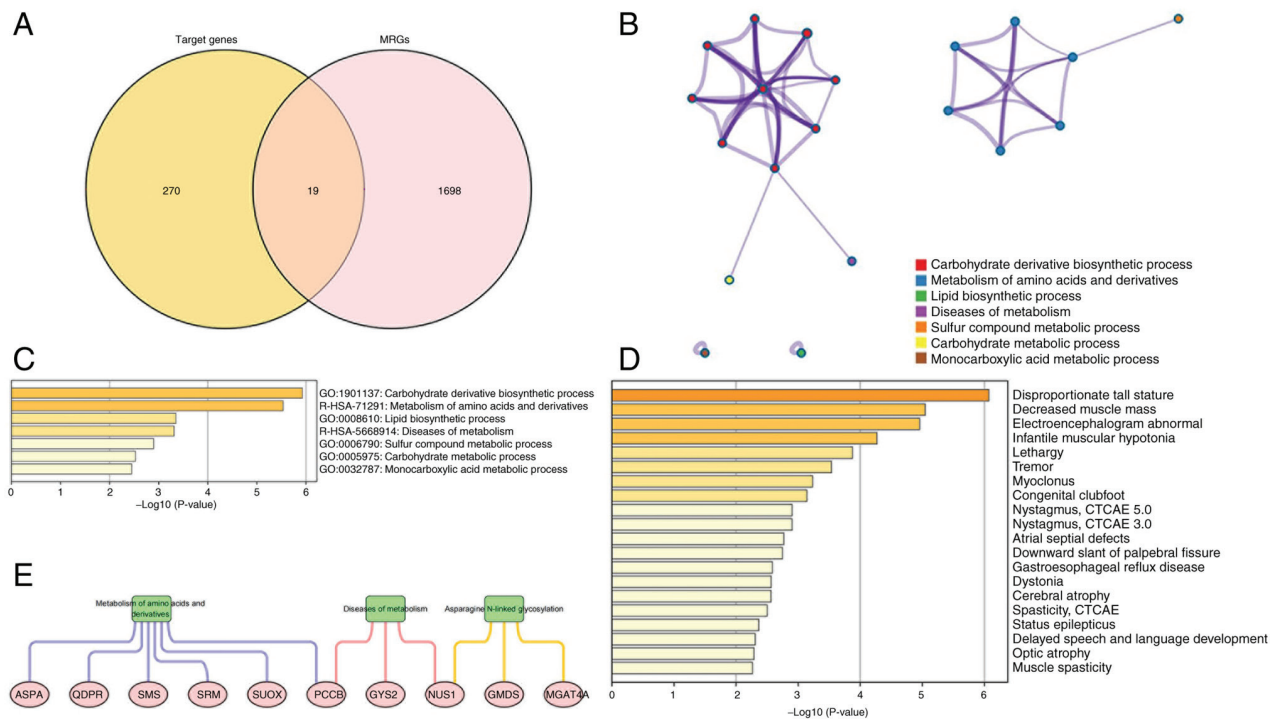 A
Target genes
MRGs
270
19
1698
B
Carbohydrate derivative biosynthetic process
Metabolism of amino acids and derivatives
Lipid biosynthetic process
Diseases of metabolism
Sulfur compound metabolic process
Carbohydrate metabolic process
Monocarboxylic acid metabolic process
C
GO:1901137: Carbohydrate derivative biosynthetic process
R-HSA-71291: Metabolism of amino acids and derivatives
GO:0008610: Lipid biosynthetic process
R-HSA-5668914: Diseases of metabolism
GO:0006790: Sulfur compound metabolic process
GO:0005975: Carbohydrate metabolic process
GO:0032787: Monocarboxylic acid metabolic process
0 1 2 3 4 5 6
–Log10 (P-value)
D
Disproportionate tall stature
Decreased muscle mass
Electroencephalogram abnormal
Infantile muscular hypotonia
Lethargy
Tremor
Myoclonus
Congenital clubfoot
Nystagmus, CTCAE 5.0
Nystagmus, CTCAE 3.0
Atrial septal defects
Downward slant of palpebral fissure
Gastroesophageal reflux disease
Dystonia
Cerebral atrophy
Spasticity, CTCAE
Status epilepticus
Delayed speech and language development
Optic atrophy
Muscle spasticity
0 1 2 3 4 5 6
–Log10 (P-value)
E
Metabolism of amino acids and
derivatives
Diseases of metabolism
Asparagine N-linked glycosylation
ASPA QDPR SMS SRM SUOX PCCB GYS2 NUS1 GMDS MGAT4A